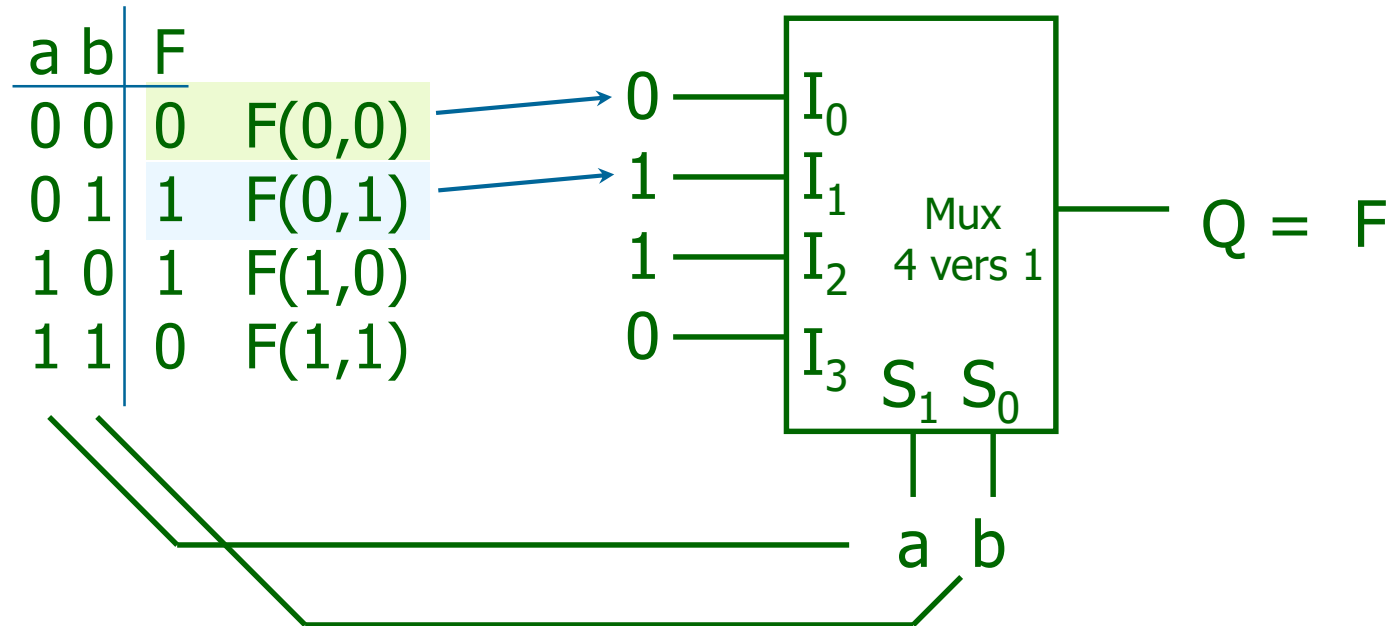 a b F
0 0 0 F(0,0)
0 1 1 F(0,1)
1 0 1 F(1,0)
1 1 0 F(1,1)
0 I0
1 I1
1 I2
0 I3
Mux
4 vers 1
S1 S0
a b
Q = F